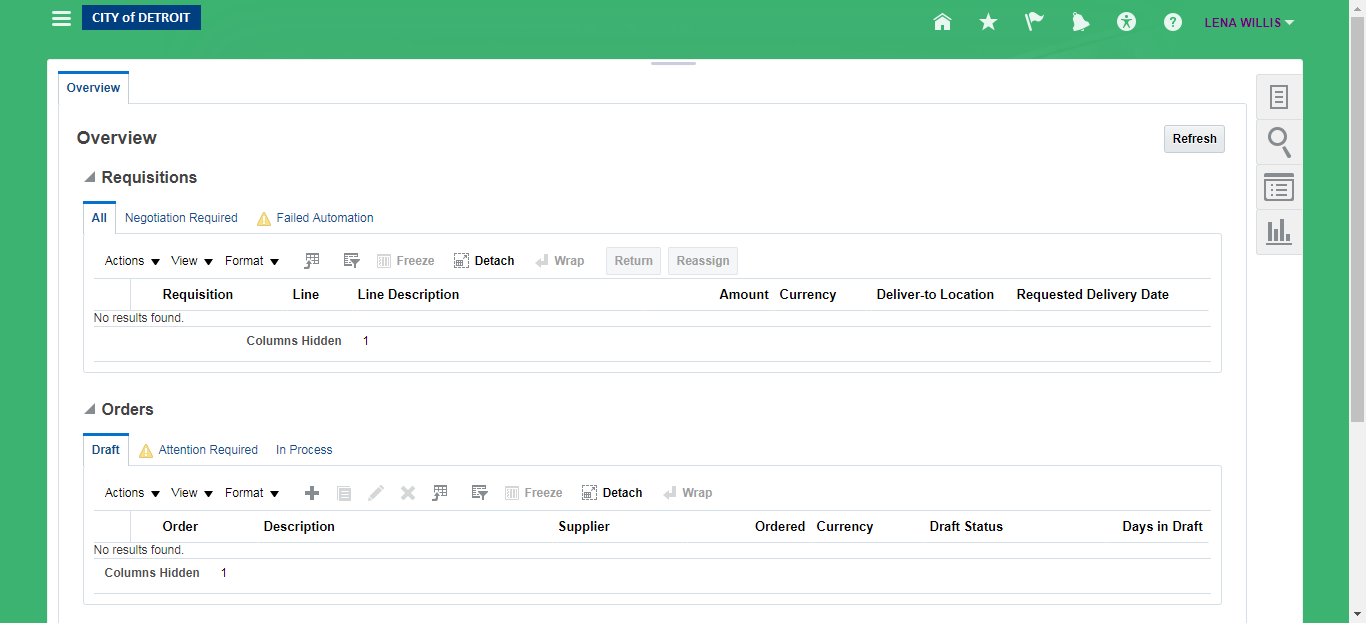 CITY of DETROIT
? LENA WILLIS
Overview
Overview
Refresh
Requisitions
All Negotiation Required Failed Automation
Actions View Format Freeze Detach Wrap Return Reassign
Requisition Line Line Description Amount Currency Deliver-to Location Requested Delivery Date
No results found.
Columns Hidden 1
Orders
Draft Attention Required In Process
Actions View Format Freeze Detach Wrap
Order Description Supplier Ordered Currency Draft Status Days in Draft
No results found.
Columns Hidden 1